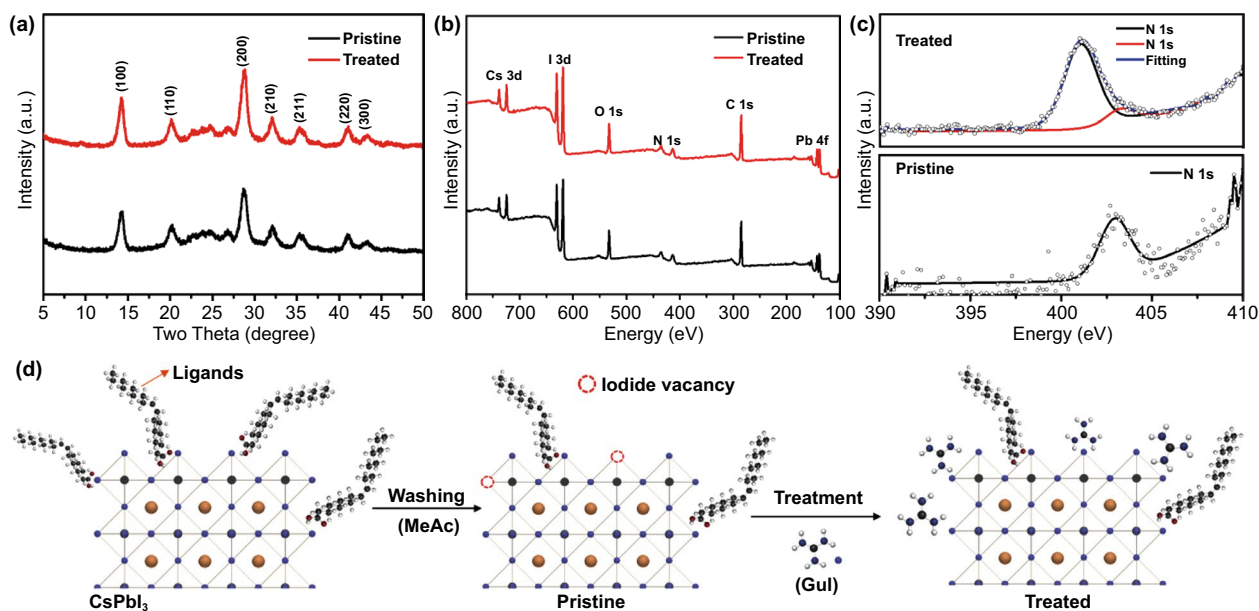 (a)
Pristine
Treated
(100)
(110)
(200)
(210)
(211)
(220)
(300)
Intensity (a.u.)
5 10 15 20 25 30 35 40 45 50
Two Theta (degree)
(b)
Pristine
Treated
Cs 3d
I 3d
O 1s
N 1s
C 1s
Pb 4f
Intensity (a.u.)
800 700 600 500 400 300 200 100
Energy (eV)
(c)
Treated
N 1s
N 1s
Fitting
Pristine
N 1s
Intensity (a.u.)
390 395 400 405 410
Energy (eV)
(d)
Ligands
Iodide vacancy
Washing
(MeAc)
Treatment
(GuI)
CsPbI₃
Pristine
Treated